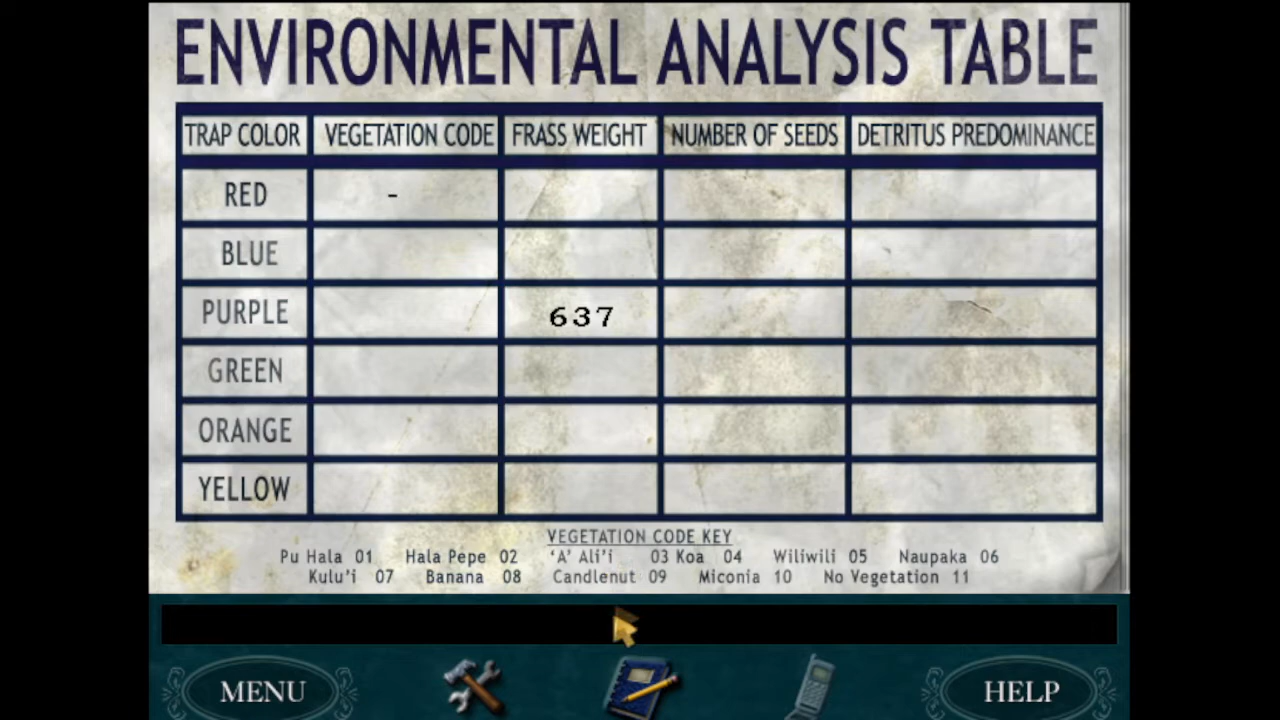 ENVIRONMENTAL ANALYSIS TABLE
TRAP COLOR VEGETATION CODE FRASS WEIGHT NUMBER OF SEEDS DETRITUS PREDOMINANCE
RED -
BLUE
PURPLE 637
GREEN
ORANGE
YELLOW
VEGETATION CODE KEY
Pu Hala 01 Hala Pepe 02 ‘A’ Ali’i 03 Koa 04 Wiliwili 05 Naupaka 06
Kulu’i 07 Banana 08 Candlenut 09 Miconia 10 No Vegetation 11
MENU HELP